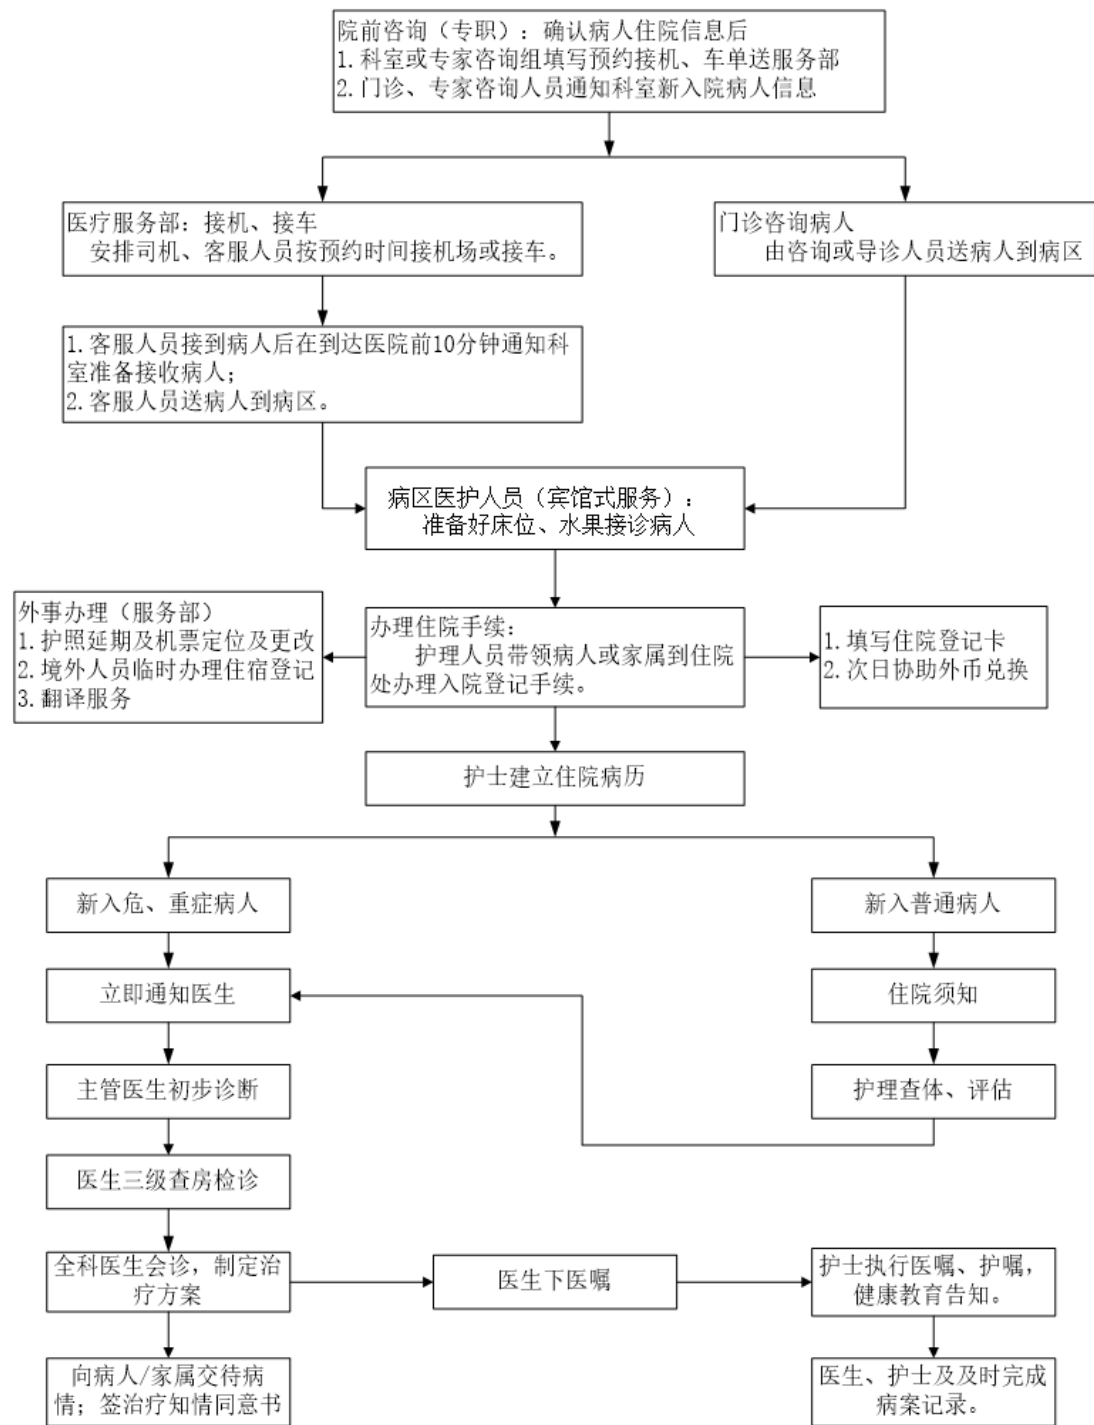 院前咨询（专职）：确认病人住院信息后
1.科室或专家咨询组填写预约接机、车单送服务部
2.门诊、专家咨询人员通知科室新入院病人信息
医疗服务部：接机、接车
安排司机、客服人员按预约时间接机场或接车。
门诊咨询病人
由咨询或导诊人员送病人到病区
1.客服人员接到病人后在到达医院前10分钟通知科
室准备接收病人；
2.客服人员送病人到病区。
病区医护人员（宾馆式服务）：
准备好床位、水果接诊病人
外事办理（服务部）
1.护照延期及机票定位及更改
2.境外人员临时办理住宿登记
3.翻译服务
办理住院手续：
护理人员带领病人或家属到住院
处办理入院登记手续。
1.填写住院登记卡
2.次日协助外币兑换
护士建立住院病历
新入危、重症病人
新入普通病人
立即通知医生
住院须知
主管医生初步诊断
护理查体、评估
医生三级查房检诊
全科医生会诊，制定治
疗方案
医生下医嘱
护士执行医嘱、护嘱，
健康教育告知。
向病人/家属交待病
情；签治疗知情同意书
医生、护士及及时完成
病案记录。